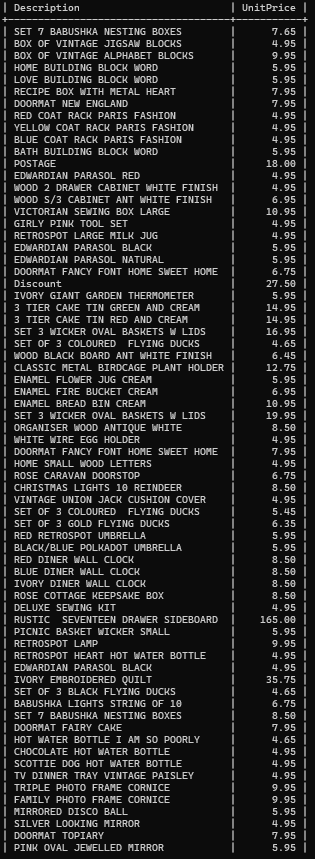 | Description | UnitPrice |
| SET 7 BABUSHKA NESTING BOXES | 7.65 |
| BOX OF VINTAGE JIGSAW BLOCKS | 4.95 |
| BOX OF VINTAGE ALPHABET BLOCKS | 9.95 |
| HOME BUILDING BLOCK WORD | 5.95 |
| LOVE BUILDING BLOCK WORD | 5.95 |
| RECIPE BOX WITH METAL HEART | 7.95 |
| DOORMAT NEW ENGLAND | 7.95 |
| RED COAT RACK PARIS FASHION | 4.95 |
| YELLOW COAT RACK PARIS FASHION | 4.95 |
| BLUE COAT RACK PARIS FASHION | 4.95 |
| BATH BUILDING BLOCK WORD | 5.95 |
| POSTAGE | 18.00 |
| EDWARDIAN PARASOL RED | 4.95 |
| WOOD 2 DRAWER CABINET WHITE FINISH | 4.95 |
| WOOD S/3 CABINET ANT WHITE FINISH | 6.95 |
| VICTORIAN SEWING BOX LARGE | 10.95 |
| GIRLY PINK TOOL SET | 4.95 |
| RETROSPOT LARGE MILK JUG | 4.95 |
| EDWARDIAN PARASOL BLACK | 5.95 |
| EDWARDIAN PARASOL NATURAL | 5.95 |
| DOORMAT FANCY FONT HOME SWEET HOME | 6.75 |
| Discount | 27.50 |
| IVORY GIANT GARDEN THERMOMETER | 5.95 |
| 3 TIER CAKE TIN GREEN AND CREAM | 14.95 |
| 3 TIER CAKE TIN RED AND CREAM | 14.95 |
| SET 3 WICKER OVAL BASKETS W LIDS | 16.95 |
| SET OF 3 COLOURED  FLYING DUCKS | 4.65 |
| WOOD BLACK BOARD ANT WHITE FINISH | 6.45 |
| CLASSIC METAL BIRDCAGE PLANT HOLDER | 12.75 |
| ENAMEL FLOWER JUG CREAM | 5.95 |
| ENAMEL FIRE BUCKET CREAM | 6.95 |
| ENAMEL BREAD BIN CREAM | 10.95 |
| SET 3 WICKER OVAL BASKETS W LIDS | 19.95 |
| ORGANISER WOOD ANTIQUE WHITE | 8.50 |
| WHITE WIRE EGG HOLDER | 4.95 |
| DOORMAT FANCY FONT HOME SWEET HOME | 7.95 |
| HOME SMALL WOOD LETTERS | 4.95 |
| ROSE CARAVAN DOORSTOP | 6.75 |
| CHRISTMAS LIGHTS 10 REINDEER | 8.50 |
| VINTAGE UNION JACK CUSHION COVER | 4.95 |
| SET OF 3 COLOURED  FLYING DUCKS | 5.45 |
| SET OF 3 GOLD FLYING DUCKS | 6.35 |
| RED RETROSPOT UMBRELLA | 5.95 |
| BLACK/BLUE POLKADOT UMBRELLA | 5.95 |
| RED DINER WALL CLOCK | 8.50 |
| BLUE DINER WALL CLOCK | 8.50 |
| IVORY DINER WALL CLOCK | 8.50 |
| ROSE COTTAGE KEEPSAKE BOX | 8.50 |
| DELUXE SEWING KIT | 4.95 |
| RUSTIC  SEVENTEEN DRAWER SIDEBOARD | 165.00 |
| PICNIC BASKET WICKER SMALL | 5.95 |
| RETROSPOT LAMP | 9.95 |
| RETROSPOT HEART HOT WATER BOTTLE | 4.95 |
| EDWARDIAN PARASOL BLACK | 4.95 |
| IVORY EMBROIDERED QUILT | 35.75 |
| SET OF 3 BLACK FLYING DUCKS | 4.65 |
| BABUSHKA LIGHTS STRING OF 10 | 6.75 |
| SET 7 BABUSHKA NESTING BOXES | 8.50 |
| DOORMAT FAIRY CAKE | 7.95 |
| HOT WATER BOTTLE I AM SO POORLY | 4.65 |
| CHOCOLATE HOT WATER BOTTLE | 4.95 |
| SCOTTIE DOG HOT WATER BOTTLE | 4.95 |
| TV DINNER TRAY VINTAGE PAISLEY | 4.95 |
| TRIPLE PHOTO FRAME CORNICE | 9.95 |
| FAMILY PHOTO FRAME CORNICE | 9.95 |
| MIRRORED DISCO BALL | 5.95 |
| SILVER LOOKING MIRROR | 4.95 |
| DOORMAT TOPIARY | 7.95 |
| PINK OVAL JEWELLED MIRROR | 5.95 |